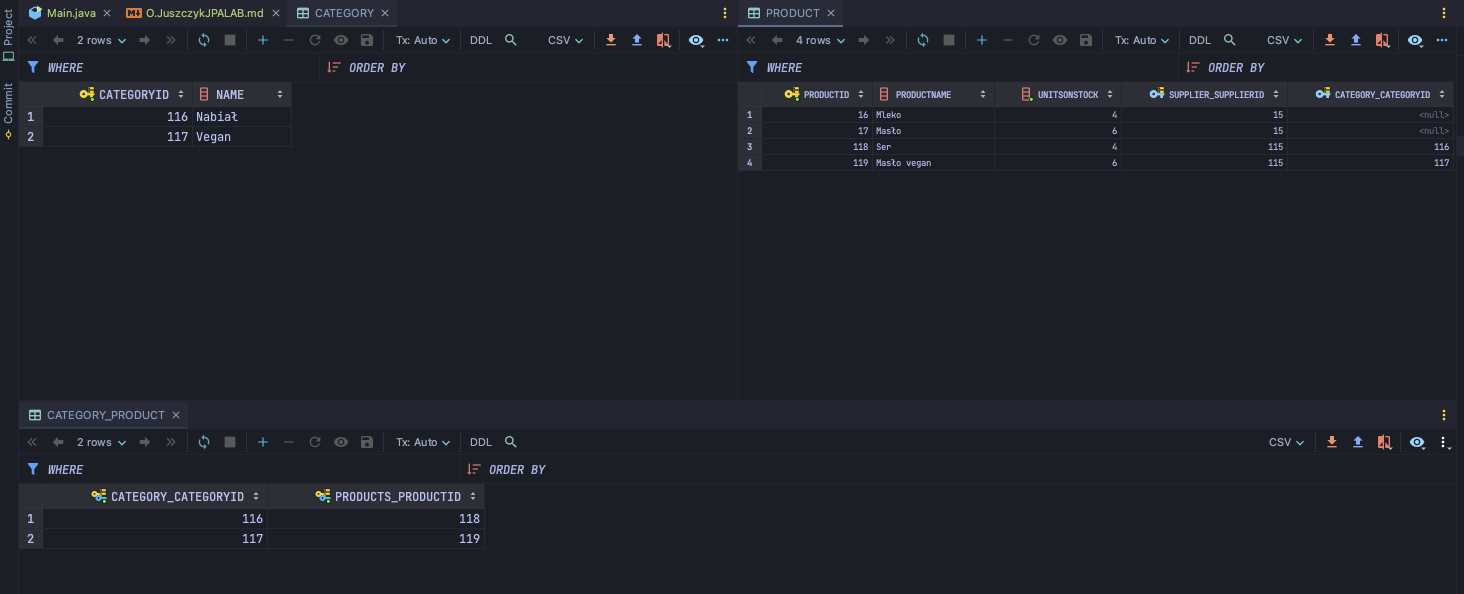 Main.java O.JuszczykJPALAB.md CATEGORY
2 rows Tx: Auto DDL CSV
WHERE ORDER BY
CATEGORYID NAME
1 116 Nabiał
2 117 Vegan
PRODUCT
4 rows Tx: Auto DDL CSV
WHERE ORDER BY
PRODUCTID PRODUCTNAME UNITSONSTOCK SUPPLIER_SUPPLIERID CATEGORY_CATEGORYID
1 16 Mleko 4 15 <null>
2 17 Masło 6 15 <null>
3 118 Ser 4 115 116
4 119 Masło vegan 6 115 117
CATEGORY_PRODUCT
2 rows Tx: Auto DDL CSV
WHERE ORDER BY
CATEGORY_CATEGORYID PRODUCTS_PRODUCTID
1 116 118
2 117 119
Project
Commit